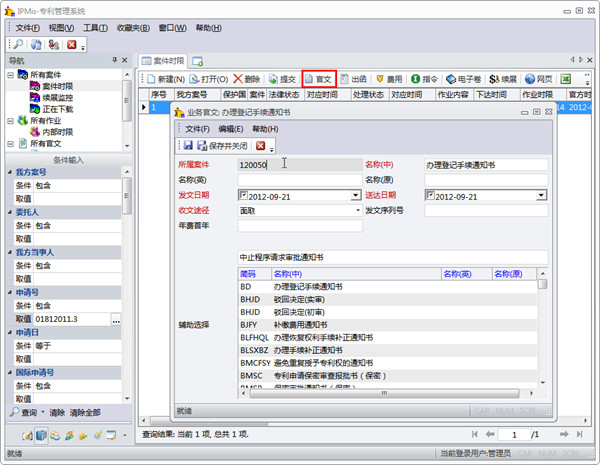 IPMis-专利管理系统
文件(F) 视图(V) 工具(T) 收藏夹(B) 窗口(W) 帮助(H)
导航
所有案件
案件时限
续展监控
正在下载
所有作业
内部时限
所有官文
条件输入
我方案号
条件 包含
取值
委托人
条件 包含
取值
我方当事人
条件 包含
取值
申请号
条件 包含
取值 01812011.3 ...
申请日
条件 等于
取值
国际申请号
条件 包含
取值
查询 清除 清除全部
就绪
案件时限
新建(N) 打开(O) 删除 提交 官文 出函 费用 指令 电子卷 续展 网页
序号 我方案号 保护国 案件 法律状态 对应时间 处理状态 对应时间 作业内容 下达时间 作业时限 官方时
1
业务官文: 办理登记手续通知书
文件(F) 编辑(E) 帮助(H)
保存并关闭
所属案件 120050 名称(中) 办理登记手续通知书
名称(英) 名称(原)
发文日期 2012-09-21 送达日期 2012-09-21
收文途径 面取 发文序列号
年费首年
中止程序请求审批通知书
简码 名称(中) 名称(英) 名称(原)
BD 办理登记手续通知书
BHJD 驳回决定(实审)
BHJD 驳回决定(初审)
BJFY 补缴费用通知书
辅助选择
BLFHQL 办理恢复权利手续补正通知书
BLSXBZ 办理手续补正通知书
BMCFSY 避免重复授予专利权的通知书
BMSC 专利申请保密审查报批书（保密）
就绪
CAP NUM SCRL
查询结果: 当前 1 项, 总共 1 项.
1 /1
当前登录用户:管理员
CAP NUM SCRL